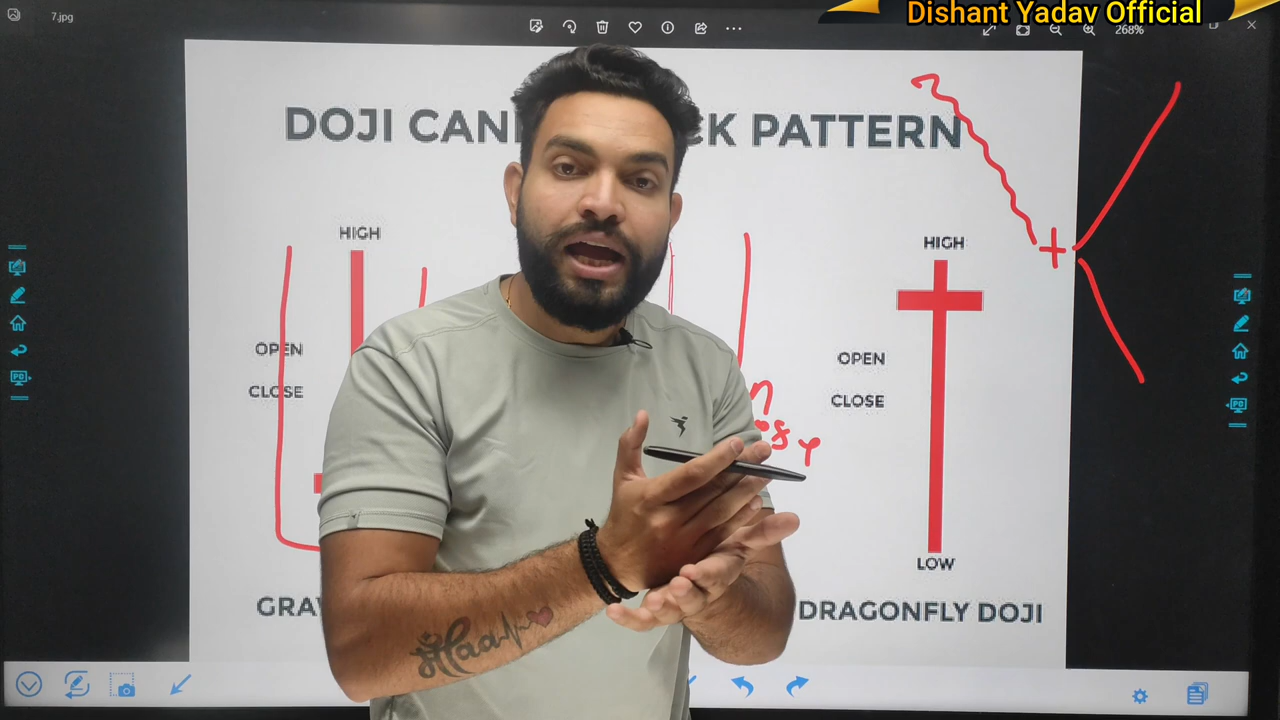 Dishant Yadav Official
7.jpg
268%
DOJI CAN
CK PATTERN
HIGH
HIGH
OPEN
OPEN
CLOSE
CLOSE
LOW
GRAV
DRAGONFLY DOJI